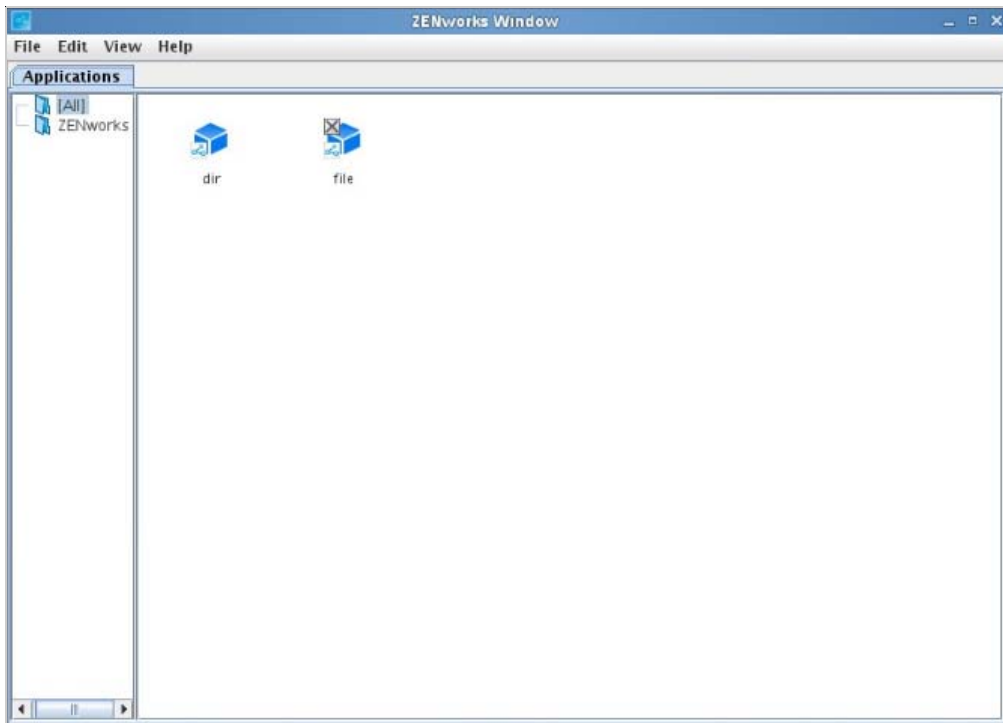 ZENworks Window
File Edit View Help
Applications
[All]
ZENworks
dir
file